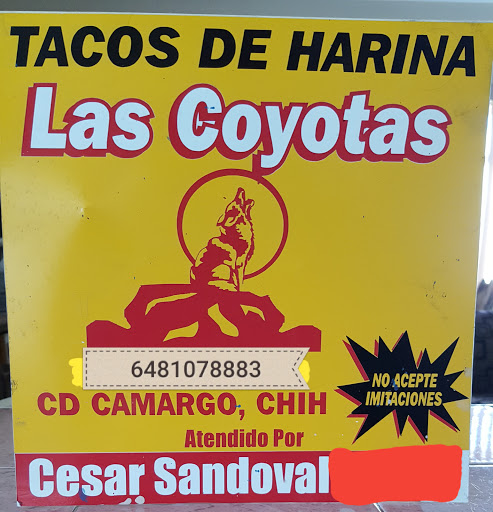 TACOS DE HARINA
Las Coyotas
6481078883
CD CAMARGO, CHIH
NO ACEPTE
IMITACIONES
Atendido Por
Cesar Sandoval